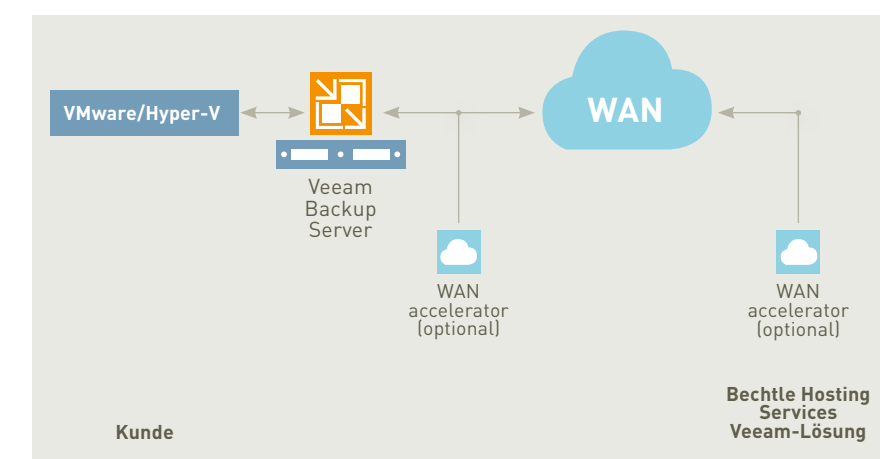 VMware/Hyper-V
Veeam
Backup
Server
WAN
WAN
accelerator
(optional)
WAN
accelerator
(optional)
Kunde
Bechtle Hosting
Services
Veeam-Lösung